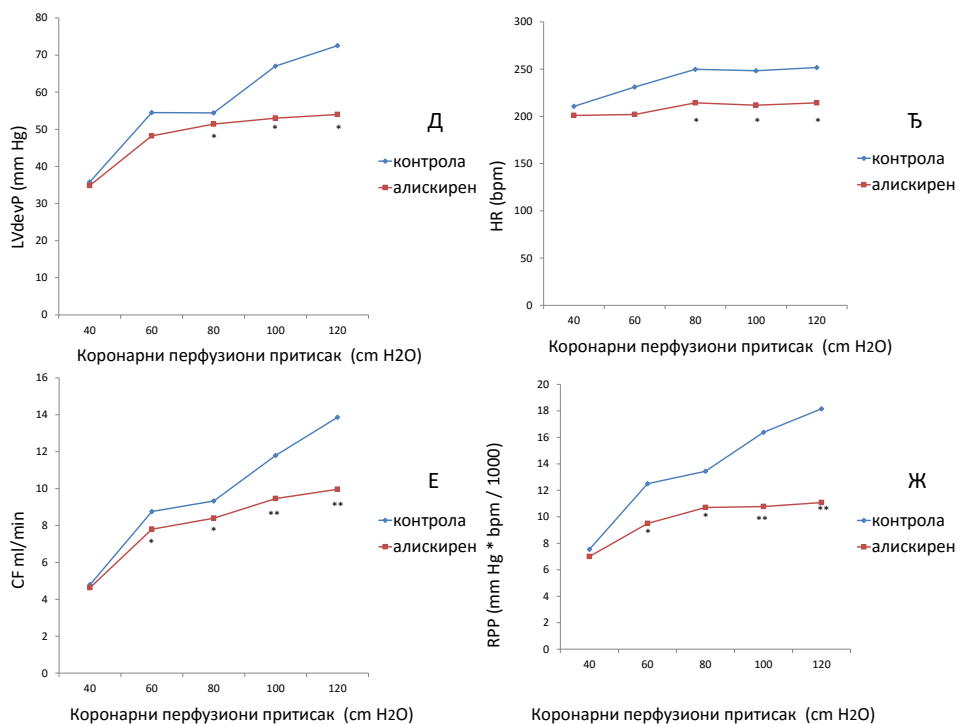 80
70
60
50
40
30
20
10
0
LVdevP (mm Hg)
40 60 80 100 120
Коронарни перфузиони притисак (cm H2O)
Д
контрола
алискирен
* * *
300
250
200
150
100
50
0
HR (bpm)
40 60 80 100 120
Коронарни перфузиони притисак (cm H2O)
Ђ
контрола
алискирен
* * *
16
14
12
10
8
6
4
2
0
CF ml/min
40 60 80 100 120
Коронарни перфузиони притисак (cm H2O)
Е
контрола
алискирен
* * ** **
20
18
16
14
12
10
8
6
4
2
0
RPP (mm Hg * bpm / 1000)
40 60 80 100 120
Коронарни перфузиони притисак (cm H2O)
Ж
контрола
алискирен
* * ** **